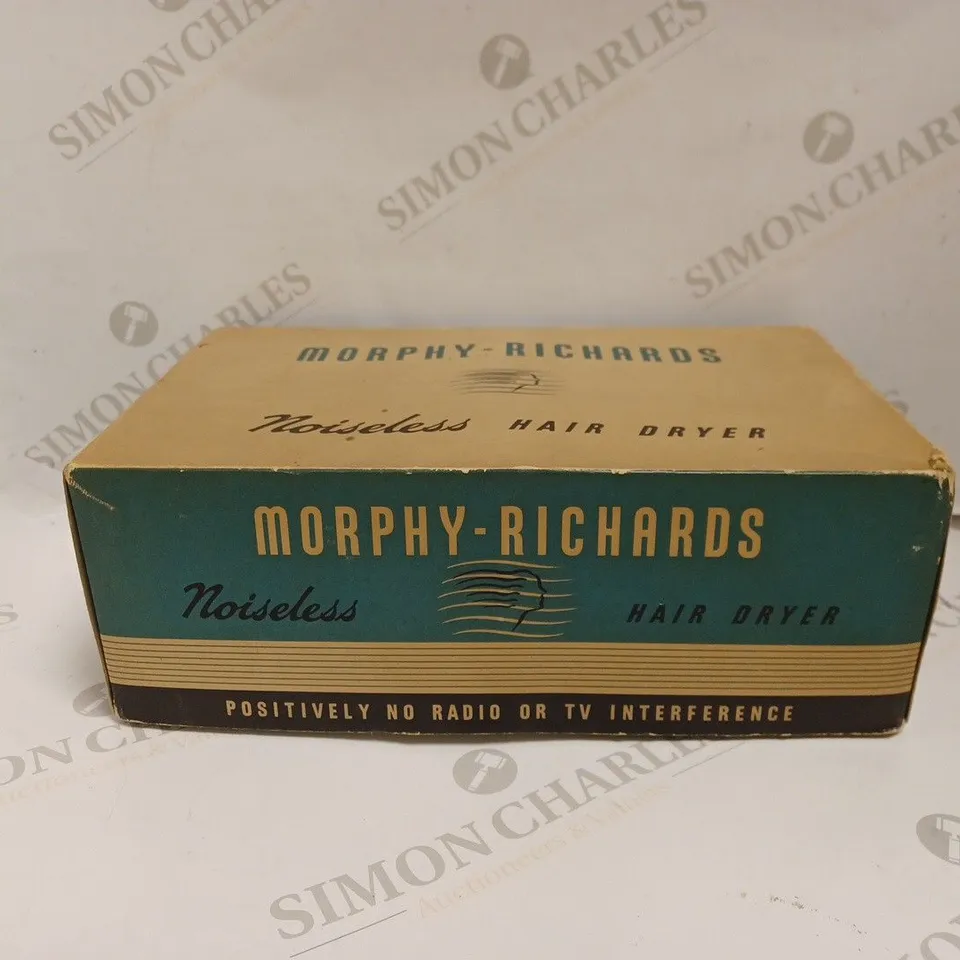 MORPHY-RICHARDS
Noiseless HAIR DRYER
MORPHY-RICHARDS
Noiseless HAIR DRYER
POSITIVELY NO RADIO OR TV INTERFERENCE
SIMON CHARLES
SIMON CHARLES
SIMON CHARLES
SIMON CHARLES
SIMON CHARLES
SIMON CHARLES